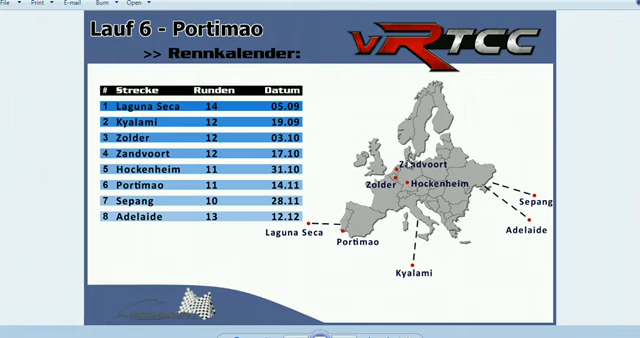 File Print E-mail Burn Open
Lauf 6 - Portimao
>> Rennkalender:
vRTCC
# Strecke Runden Datum
1 Laguna Seca 14 05.09
2 Kyalami 12 19.09
3 Zolder 12 03.10
4 Zandvoort 12 17.10
5 Hockenheim 11 31.10
6 Portimao 11 14.11
7 Sepang 10 28.11
8 Adelaide 13 12.12
Zandvoort
Zolder
Hockenheim
Sepang
Laguna Seca
Adelaide
Portimao
Kyalami